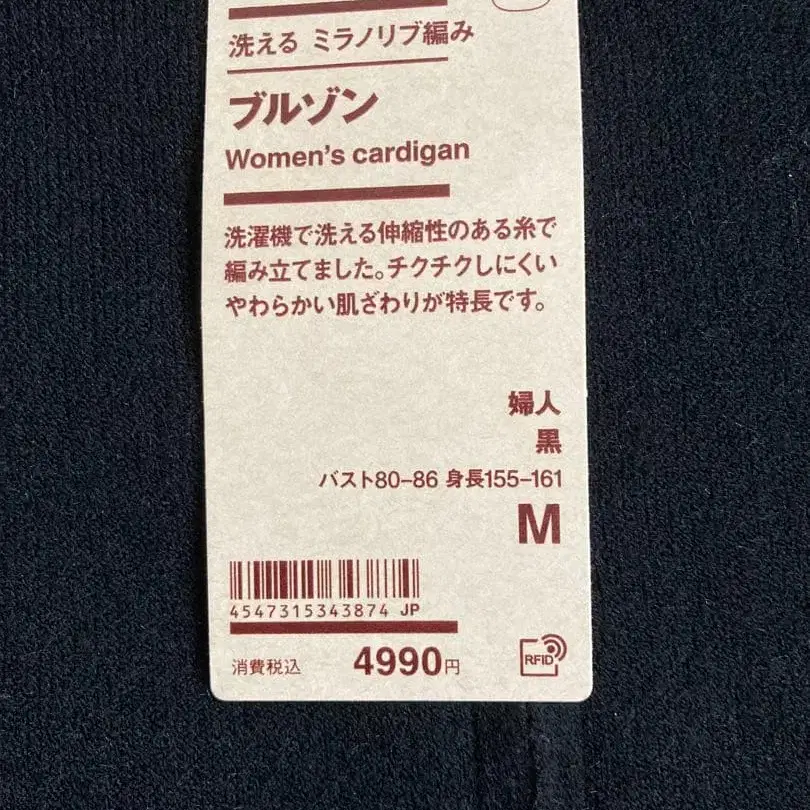 洗える ミラノリブ編み
ブルゾン
Women's cardigan
洗濯機で洗える伸縮性のある糸で
編み立てました。チクチクしにくい
やわらかい肌ざわりが特長です。
婦人
黒
バスト80-86 身長155-161
M
4547315343874 JP
消費税込 4990円
RFID